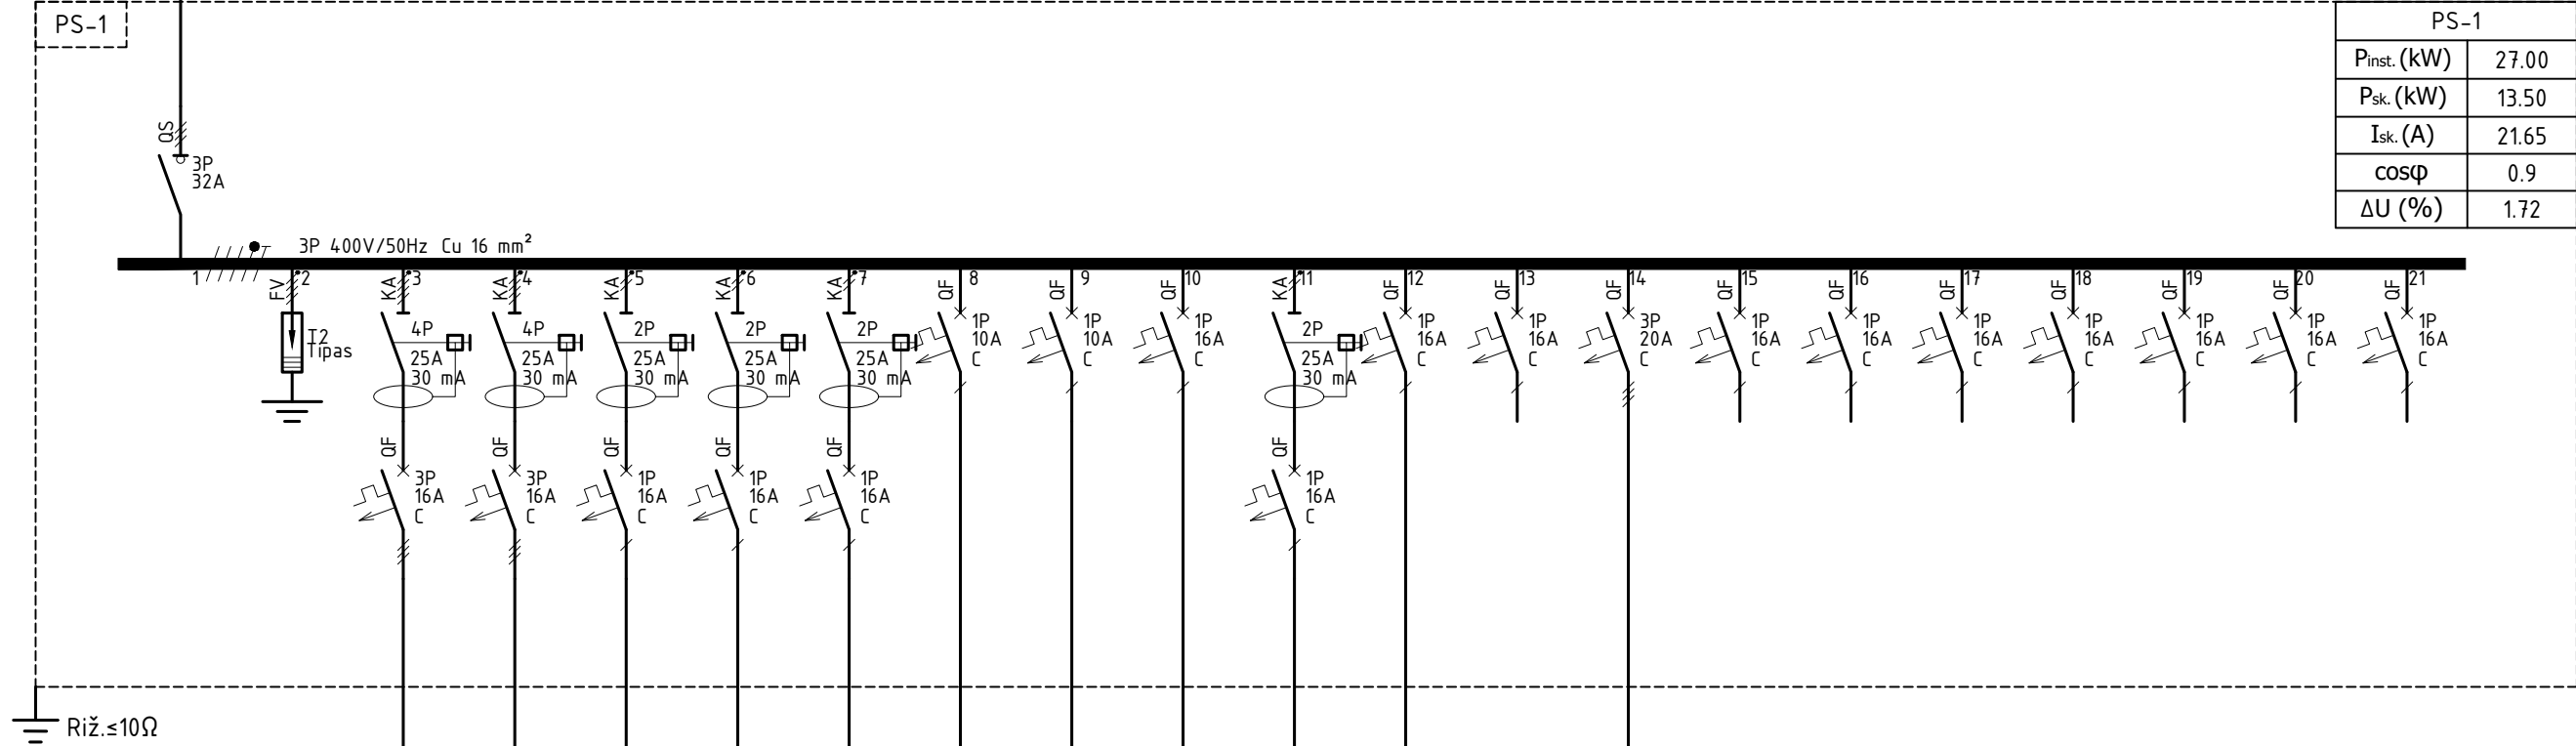 PS-1
PS-1
Pinst.(kW) 27.00
Psk.(kW) 13.50
Isk.(A) 21.65
cosφ 0.9
ΔU (%) 1.72
QS
3P
32A
3P 400V/50Hz Cu 16 mm²
1 FV 2 KA 3 KA 4 KA 5 KA 6 KA 7 QF 8 QF 9 QF 10 KA 11 QF 12 QF 13 QF 14 QF 15 QF 16 QF 17 QF 18 QF 19 QF 20 QF 21
T2
Tipas
4P
25A
30 mA
4P
25A
30 mA
2P
25A
30 mA
2P
25A
30 mA
2P
25A
30 mA
1P
10A
C
1P
10A
C
1P
16A
C
2P
25A
30 mA
1P
16A
C
1P
16A
C
3P
20A
C
1P
16A
C
1P
16A
C
1P
16A
C
1P
16A
C
1P
16A
C
1P
16A
C
1P
16A
C
QF
3P
16A
C
QF
3P
16A
C
QF
1P
16A
C
QF
1P
16A
C
QF
1P
16A
C
QF
1P
16A
C
Riž.≤10Ω